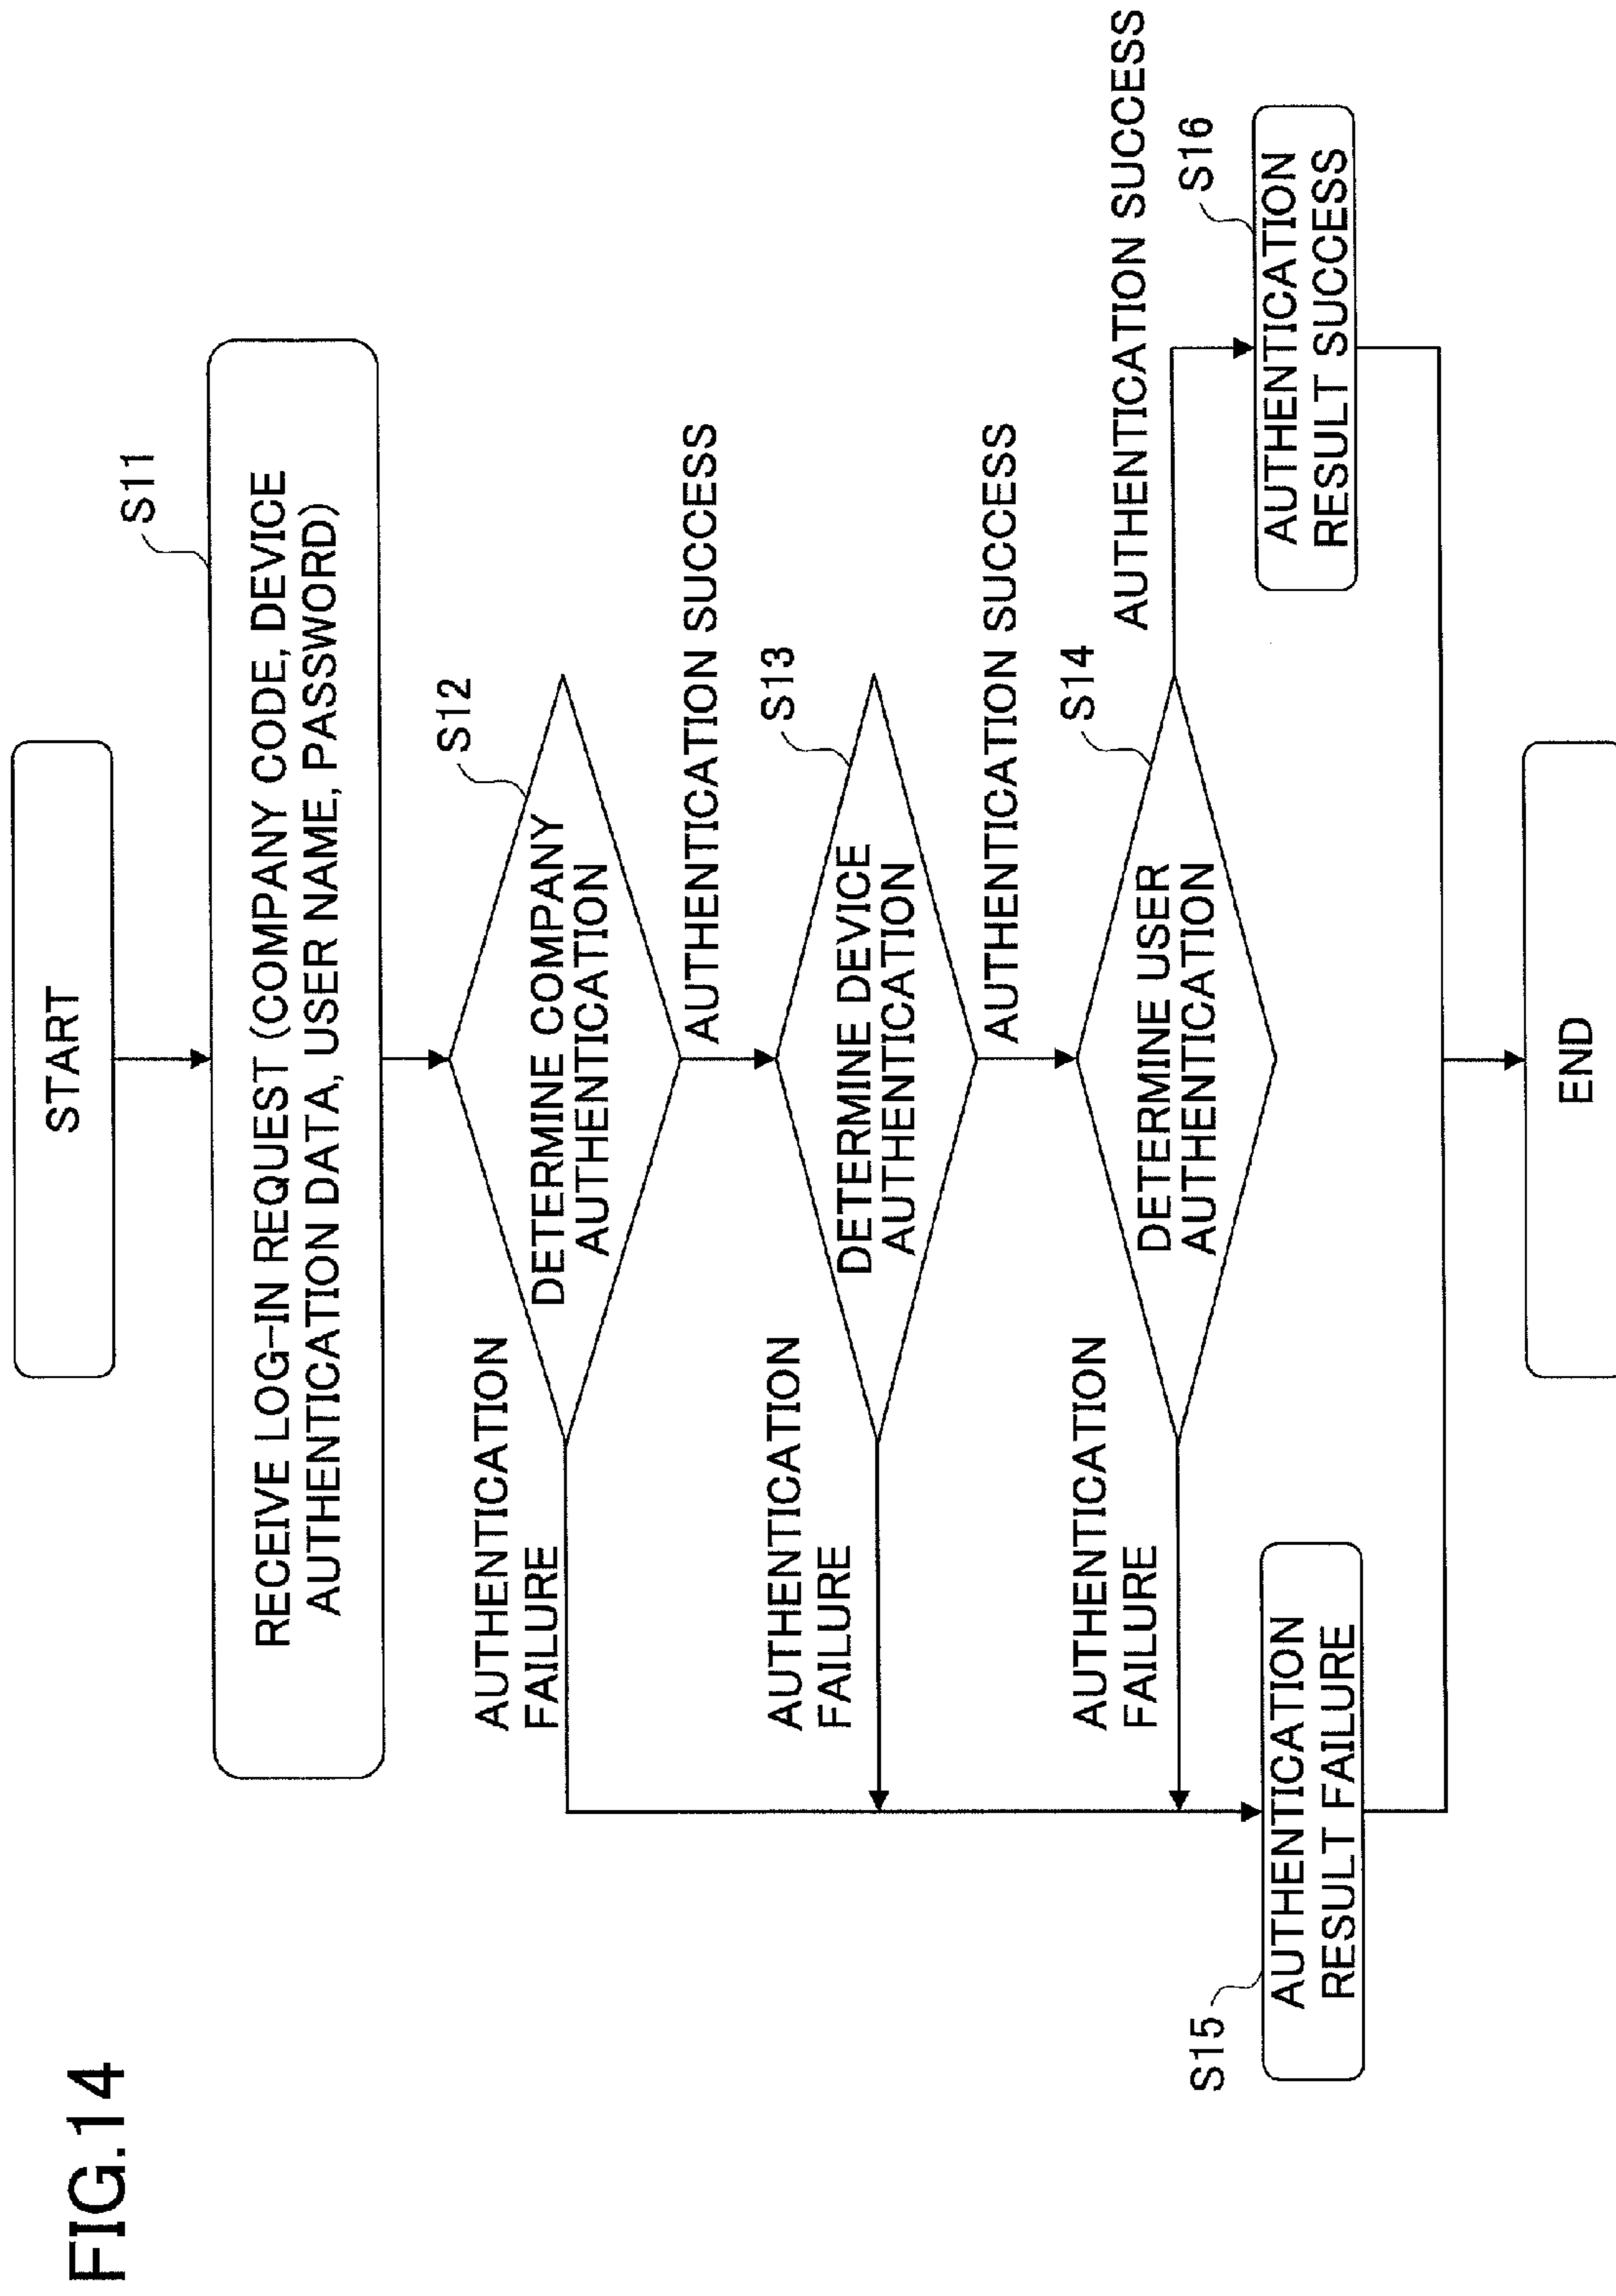 FIG.14
START
S11
RECEIVE LOG-IN REQUEST (COMPANY CODE, DEVICE
AUTHENTICATION DATA, USER NAME, PASSWORD)
S12
DETERMINE COMPANY
AUTHENTICATION
AUTHENTICATION
FAILURE
AUTHENTICATION SUCCESS
S13
DETERMINE DEVICE
AUTHENTICATION
AUTHENTICATION
FAILURE
AUTHENTICATION SUCCESS
S14
DETERMINE USER
AUTHENTICATION
AUTHENTICATION
FAILURE
AUTHENTICATION SUCCESS
S15
AUTHENTICATION
RESULT FAILURE
S16
AUTHENTICATION
RESULT SUCCESS
END